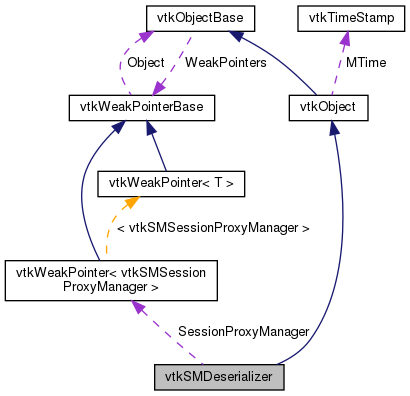 vtkObjectBase
vtkTimeStamp
Object
WeakPointers
MTime
vtkWeakPointerBase
vtkObject
vtkWeakPointer< T >
< vtkSMSessionProxyManager >
vtkWeakPointer< vtkSMSession
ProxyManager >
SessionProxyManager
vtkSMDeserializer